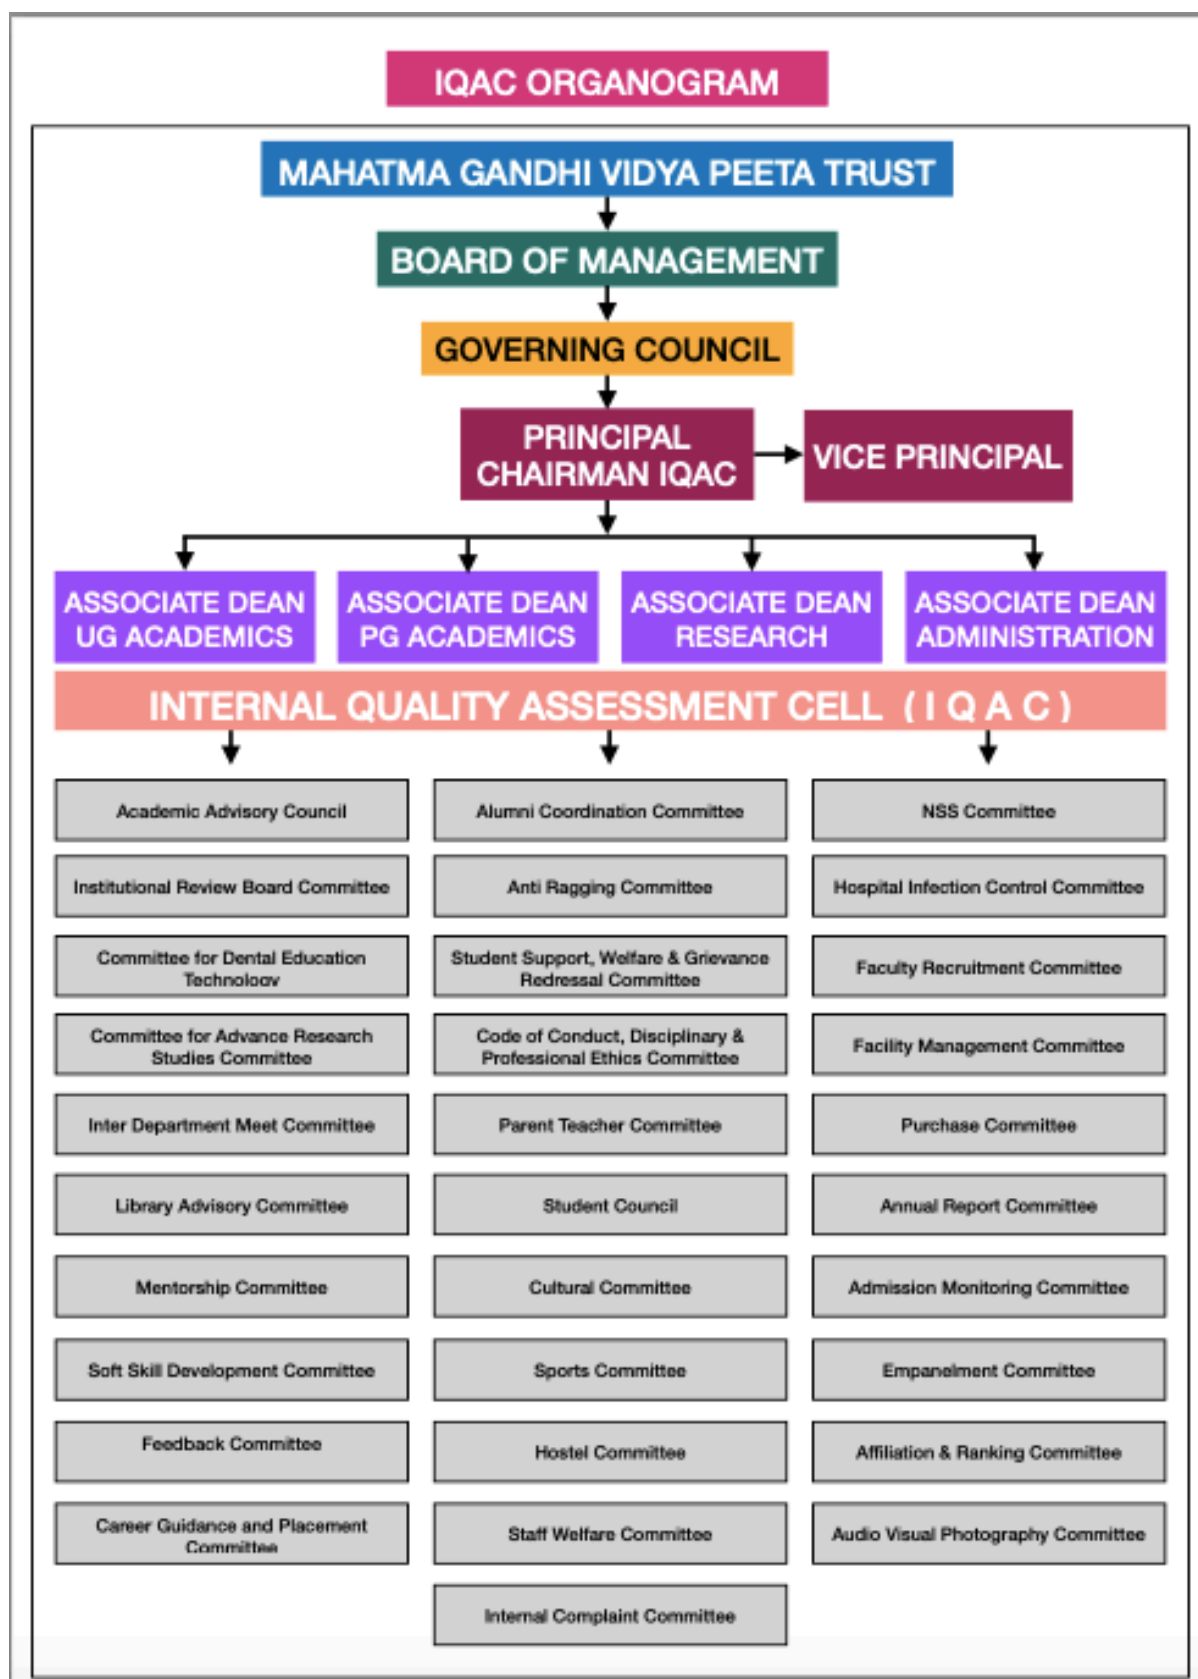 IQAC ORGANOGRAM
MAHATMA GANDHI VIDYA PEETA TRUST
BOARD OF MANAGEMENT
GOVERNING COUNCIL
PRINCIPAL
CHAIRMAN IQAC
VICE PRINCIPAL
ASSOCIATE DEAN
UG ACADEMICS
ASSOCIATE DEAN
PG ACADEMICS
ASSOCIATE DEAN
RESEARCH
ASSOCIATE DEAN
ADMINISTRATION
INTERNAL QUALITY ASSESSMENT CELL ( I Q A C )
Academic Advisory Council
Institutional Review Board Committee
Committee for Dental Education
Technology
Committee for Advance Research
Studies Committee
Inter Department Meet Committee
Library Advisory Committee
Mentorship Committee
Soft Skill Development Committee
Feedback Committee
Career Guidance and Placement
Committee
Alumni Coordination Committee
Anti Ragging Committee
Student Support, Welfare & Grievance
Redressal Committee
Code of Conduct, Disciplinary &
Professional Ethics Committee
Parent Teacher Committee
Student Council
Cultural Committee
Sports Committee
Hostel Committee
Staff Welfare Committee
Internal Complaint Committee
NSS Committee
Hospital Infection Control Committee
Faculty Recruitment Committee
Facility Management Committee
Purchase Committee
Annual Report Committee
Admission Monitoring Committee
Empanelment Committee
Affiliation & Ranking Committee
Audio Visual Photography Committee